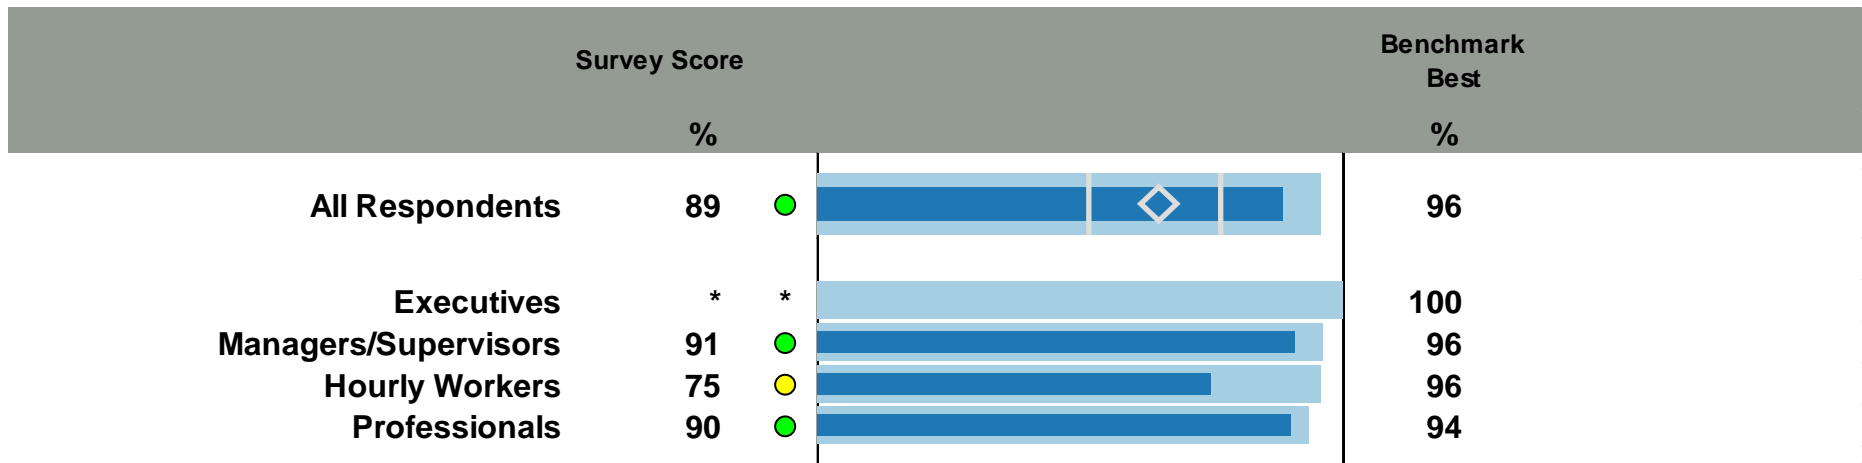 Survey Score
Benchmark
Best
% %
All Respondents 89 96
Executives * * 100
Managers/Supervisors 91 96
Hourly Workers 75 96
Professionals 90 94